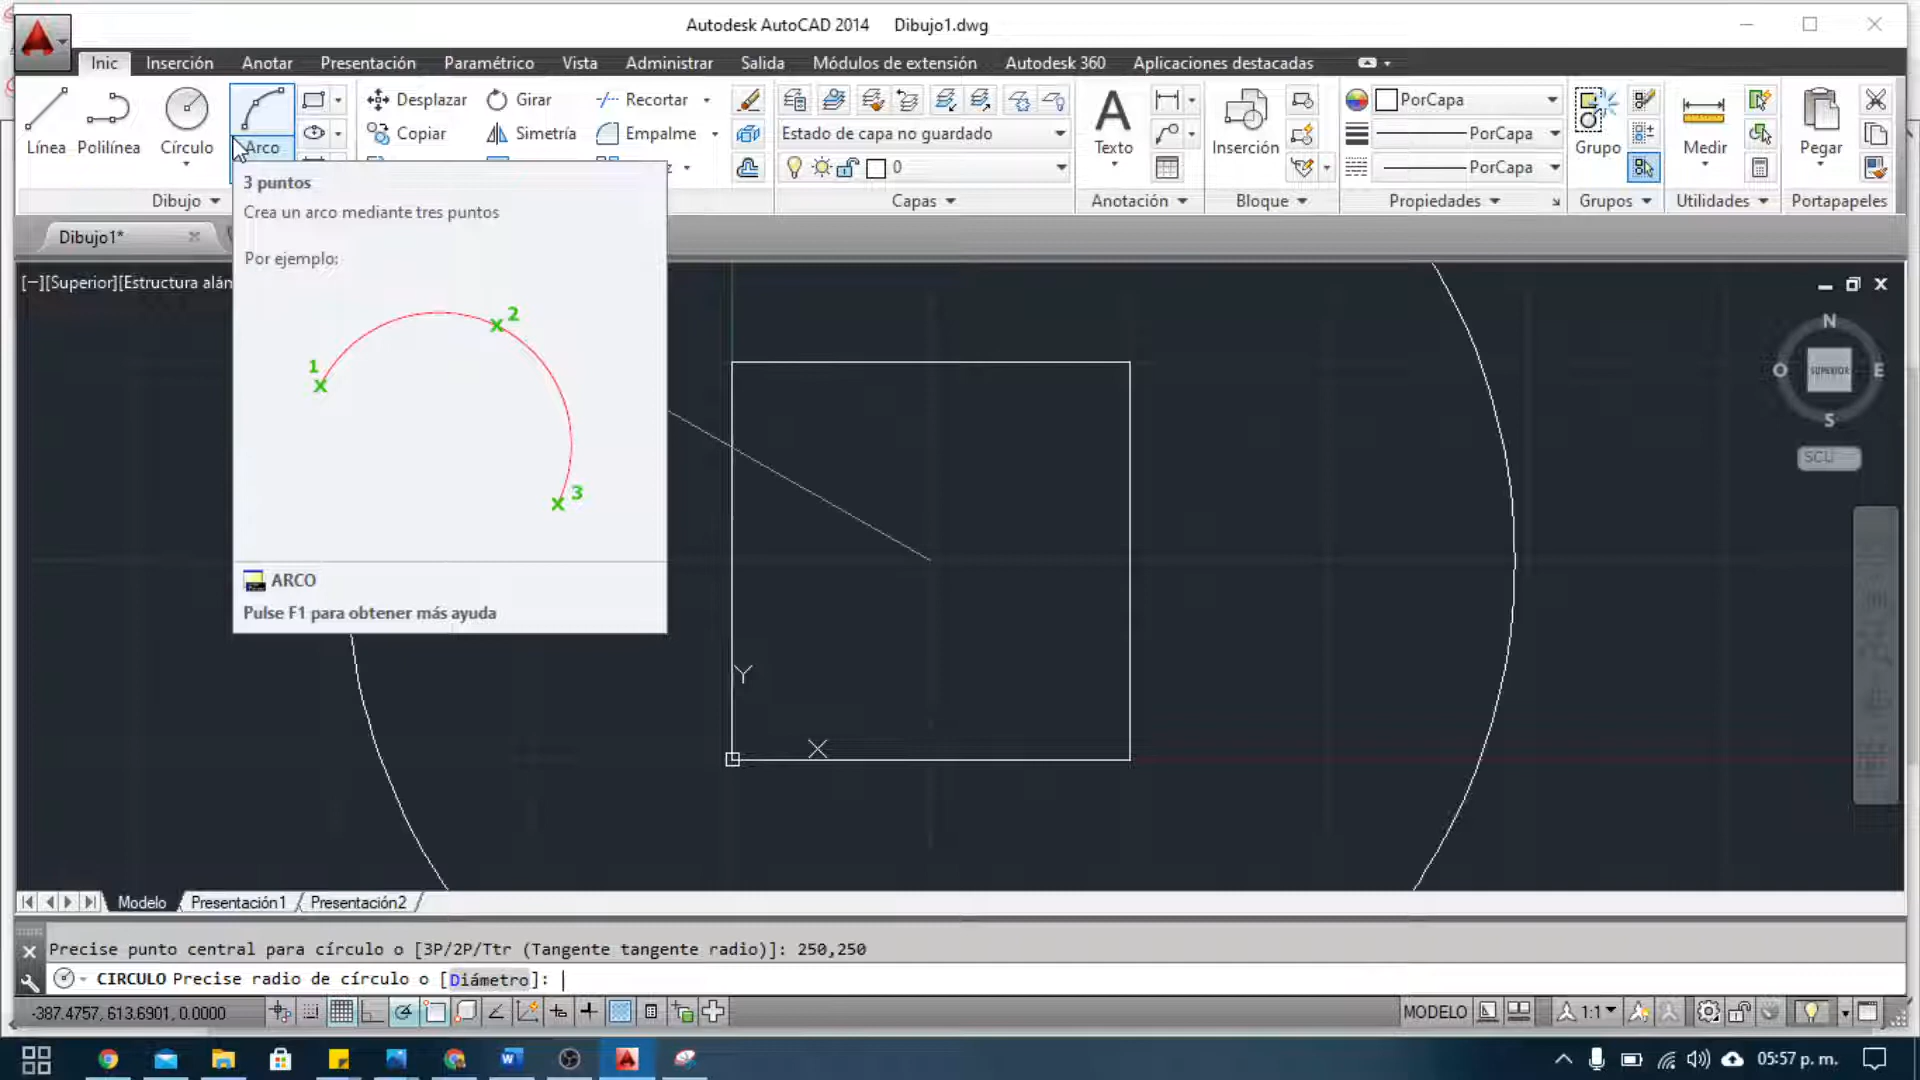 Autodesk AutoCAD 2014 Dibujo1.dwg
Inic Inserción Anotar Presentación Paramétrico Vista Administrar Salida Módulos de extensión Autodesk 360 Aplicaciones destacadas
Línea Polilínea Círculo Arco
Desplazar Girar Recortar
Copiar Simetría Empalme
Estado de capa no guardado
0
Texto
Inserción
PorCapa
PorCapa
PorCapa
Grupo
Medir
Pegar
Dibujo Capas Anotación Bloque Propiedades Grupos Utilidades Portapapeles
Dibujo1*
3 puntos
Crea un arco mediante tres puntos
Por ejemplo:
1
2
3
ARCO
Pulse F1 para obtener más ayuda
[−][Superior][Estructura alám
N
O SUPERIOR E
S
SCU
Y
X
Modelo Presentación1 Presentación2
Precise punto central para círculo o [3P/2P/Ttr (Tangente tangente radio)]: 250,250
CIRCULO Precise radio de círculo o [Diámetro]:
-387.4757, 613.6901, 0.0000 MODELO 1:1
05:57 p. m.